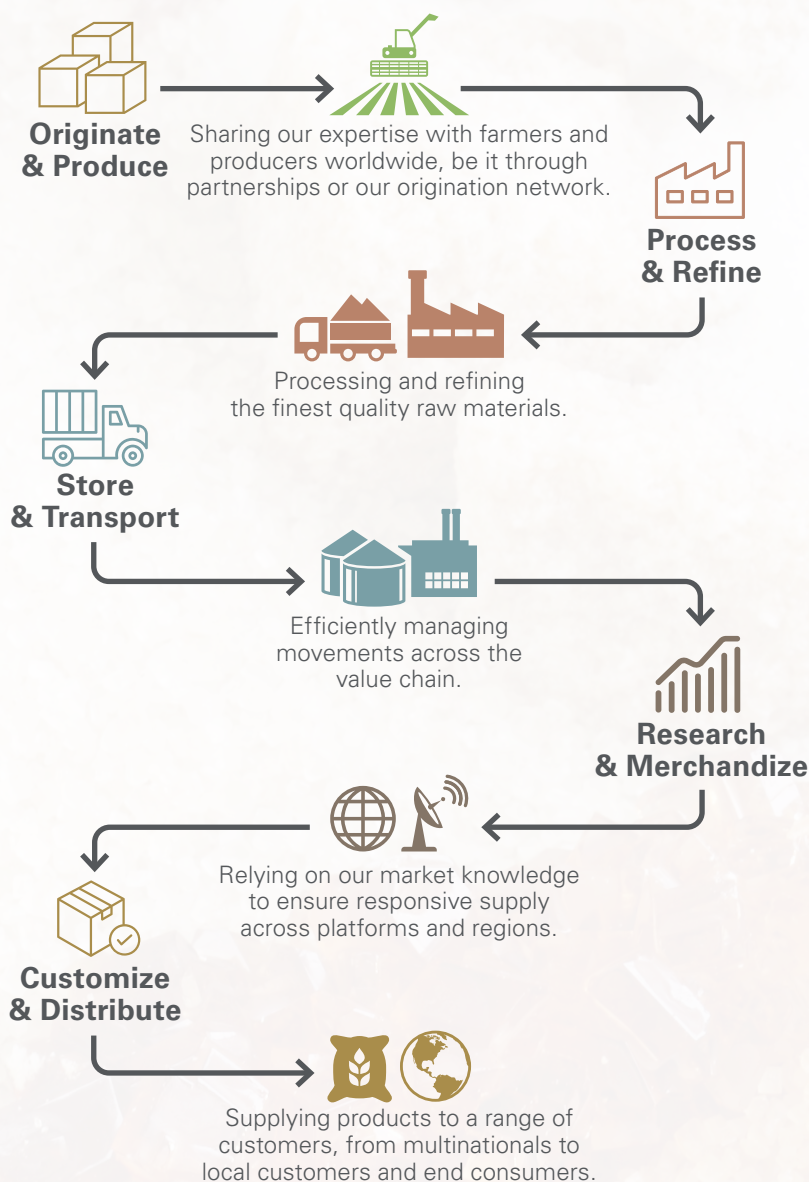 Originate
& Produce
Sharing our expertise with farmers and
producers worldwide, be it through
partnerships or our origination network.
Process
& Refine
Processing and refining
the finest quality raw materials.
Store
& Transport
Efficiently managing
movements across the
value chain.
Research
& Merchandize
Relying on our market knowledge
to ensure responsive supply
across platforms and regions.
Customize
& Distribute
Supplying products to a range of
customers, from multinationals to
local customers and end consumers.